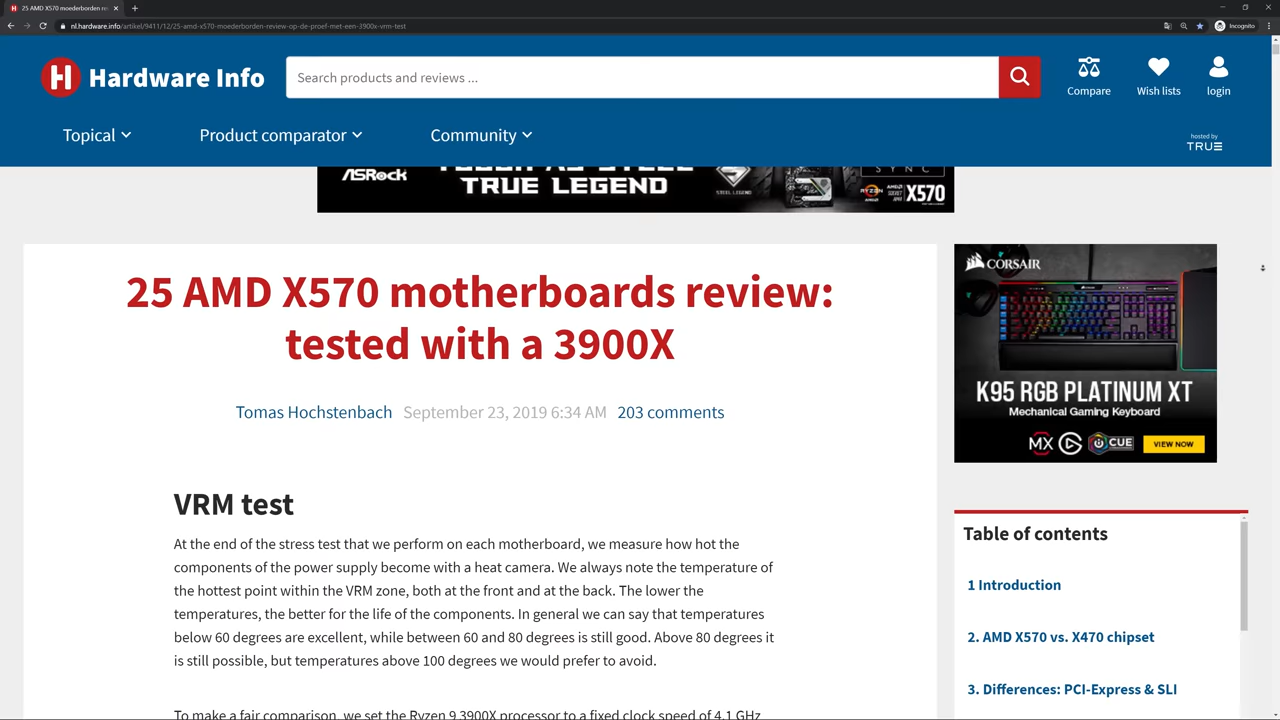 25 AMD X570 moederborden re
nl.hardware.info/artikel/9411/12/25-amd-x570-moederborden-review-op-de-proef-met-een-3900x-vrm-test
Incognito
H Hardware Info
Search products and reviews ...
Compare
Wish lists
login
Topical
Product comparator
Community
hosted by
TRUE
ASRock
TRUE LEGEND
STEEL LEGEND
SYNC
RYZEN
AMD
X570
25 AMD X570 motherboards review:
tested with a 3900X
Tomas Hochstenbach September 23, 2019 6:34 AM 203 comments
CORSAIR
K95 RGB PLATINUM XT
Mechanical Gaming Keyboard
MX
CUE
VIEW NOW
VRM test
At the end of the stress test that we perform on each motherboard, we measure how hot the
components of the power supply become with a heat camera. We always note the temperature of
the hottest point within the VRM zone, both at the front and at the back. The lower the
temperatures, the better for the life of the components. In general we can say that temperatures
below 60 degrees are excellent, while between 60 and 80 degrees is still good. Above 80 degrees it
is still possible, but temperatures above 100 degrees we would prefer to avoid.
To make a fair comparison, we set the Ryzen 9 3900X processor to a fixed clock speed of 4.1 GHz
Table of contents
1 Introduction
2. AMD X570 vs. X470 chipset
3. Differences: PCI-Express & SLI